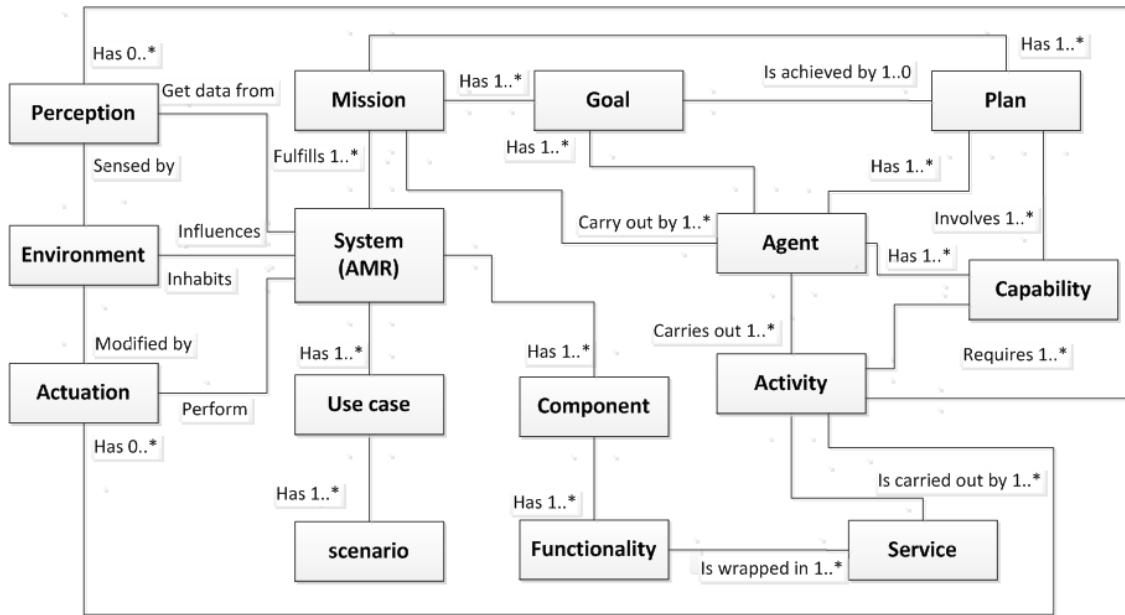 Has 0..*
Has 1..*
Get data from
Has 1..*
Is achieved by 1..0
Perception
Mission
Goal
Plan
Sensed by
Fulfills 1..*
Has 1..*
Has 1..*
Carry out by 1..*
Involves 1..*
Influences
Environment
System
(AMR)
Agent
Inhabits
Has 1..*
Capability
Modified by
Has 1..*
Has 1..*
Carries out 1..*
Requires 1..*
Actuation
Perform
Use case
Component
Activity
Has 0..*
Has 1..*
Has 1..*
Is carried out by 1..*
scenario
Functionality
Service
Is wrapped in 1..*